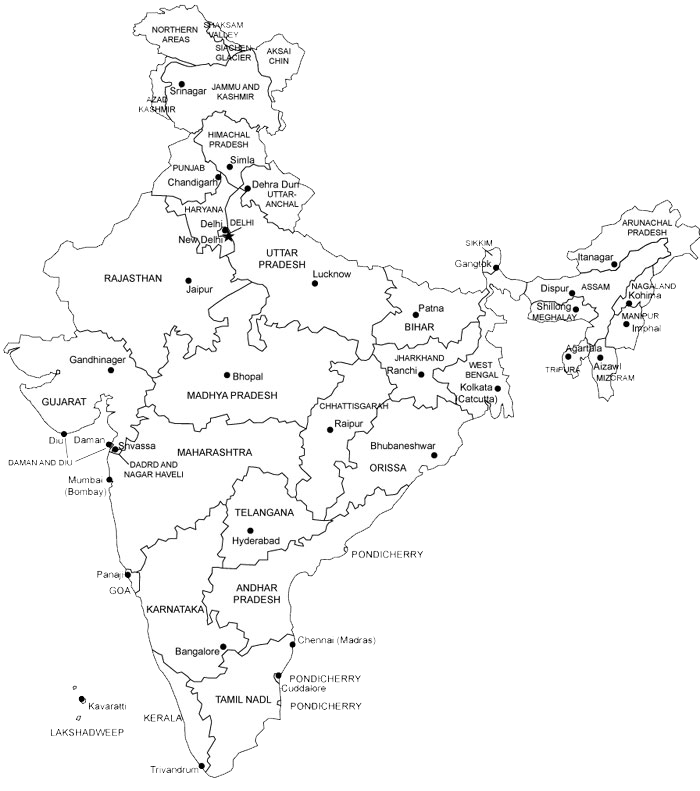 NORTHERN
AREAS
SHAKSAM
VALLEY
SIACHEN
GLACIER
AKSAI
CHIN
Srinagar
JAMMU AND
KASHMIR
AZAD
KASHMIR
HIMACHAL
PRADESH
Simla
PUNJAB
Chandigarh
Dehra Dun
UTTAR-
ANCHAL
HARYANA
Delhi
DELHI
New Delhi
UTTAR
PRADESH
Lucknow
RAJASTHAN
Jaipur
SIKKIM
Gangtok
ARUNACHAL
PRADESH
Itanagar
Dispur
ASSAM
NAGALAND
Kohima
Shillong
MEGHALAY
MANIPUR
Imphal
Agartala
TRIPURA
Aizawl
MIZORAM
Patna
BIHAR
JHARKHAND
Ranchi
WEST
BENGAL
Kolkata
(Catcutta)
Gandhinager
GUJARAT
Bhopal
MADHYA PRADESH
CHHATTISGARAH
Raipur
Bhubaneshwar
ORISSA
Diu
Daman
Shvassa
DAMAN AND DIU
DADRD AND
NAGAR HAVELI
MAHARASHTRA
Mumbai
(Bombay)
TELANGANA
Hyderabad
PONDICHERRY
Panaji
GOA
KARNATAKA
ANDHAR
PRADESH
Bangalore
Chennai (Madras)
PONDICHERRY
Cuddalore
PONDICHERRY
TAMIL NADL
KERALA
Kavaratti
LAKSHADWEEP
Trivandrum